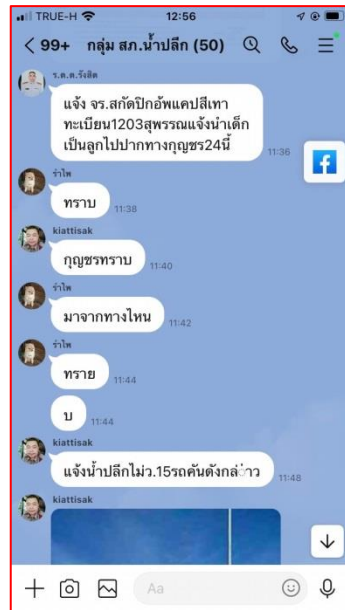 TRUE-H 12:56
99+ กลุ่ม สภ.น้ำปลีก (50)
ร.ต.ต.รังสิต
แจ้ง จร.สกัดปิกอัพแคปสีเทา
ทะเบียน1203สุพรรณแจ้งนำเด็ก
เป็นลูกไปปากทางกุญชร24นี้
11:36
รำไพ
ทราบ
11:38
kiattisak
กุญชรทราบ
11:40
รำไพ
มาจากทางไหน
11:42
รำไพ
ทราย
11:44
บ
11:44
kiattisak
แจ้งน้ำปลีกไม่ว.15รถคันดังกล่่าว
11:48
kiattisak
Aa